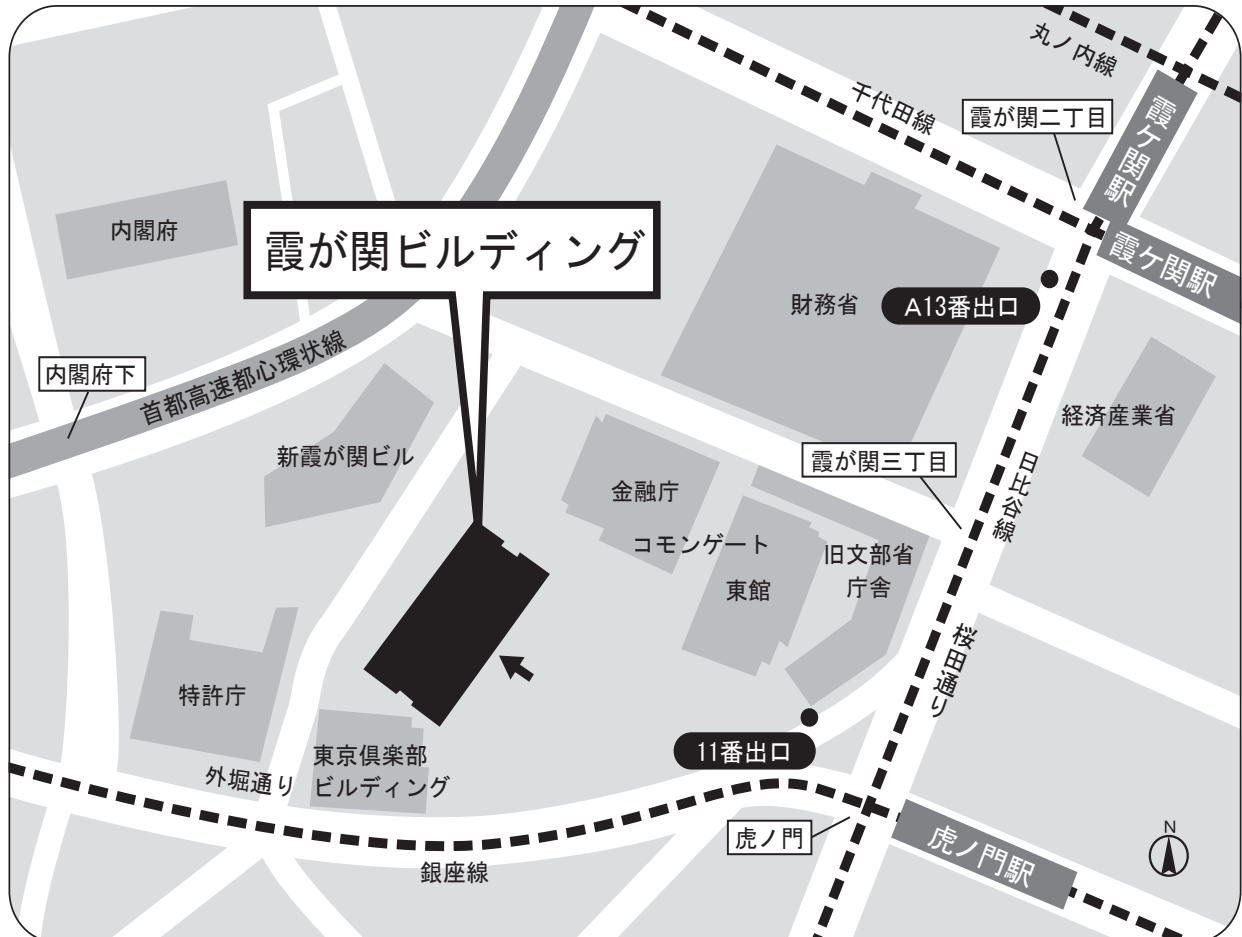 丸ノ内線
千代田線
霞が関二丁目
霞ケ関駅
霞ケ関駅
内閣府
霞が関ビルディング
財務省
A13番出口
首都高速都心環状線
内閣府下
経済産業省
新霞が関ビル
霞が関三丁目
日比谷線
金融庁
コモンゲート
東館
旧文部省
庁舎
桜田通り
特許庁
東京倶楽部
ビルディング
11番出口
外堀通り
虎ノ門
虎ノ門駅
銀座線
N